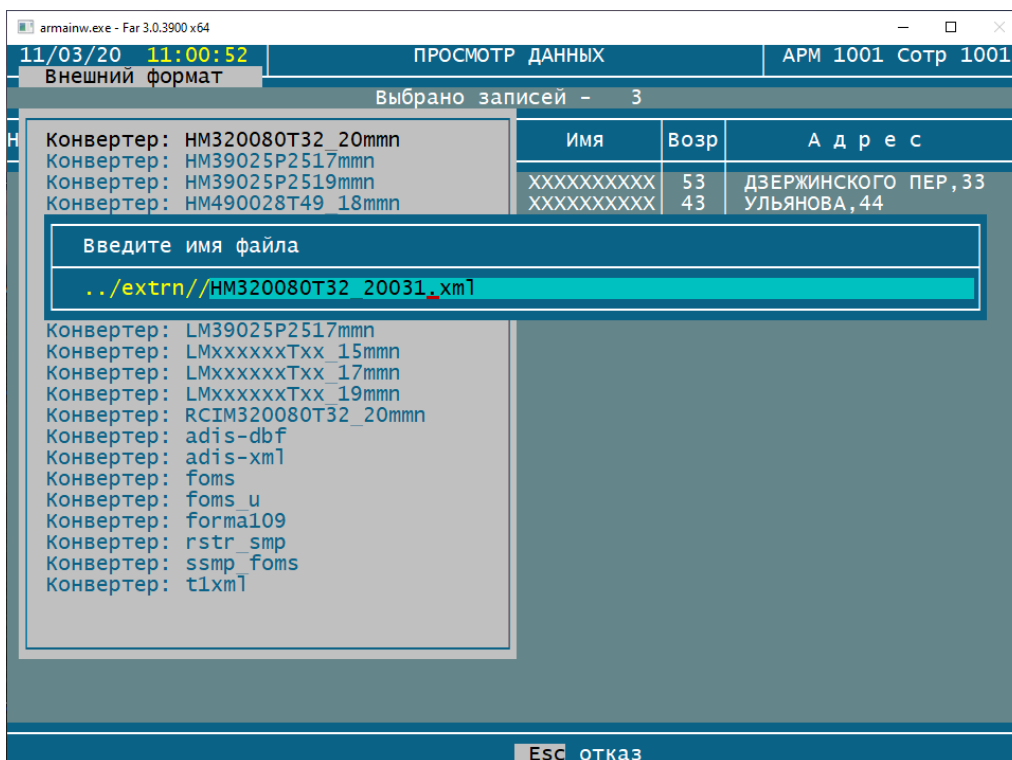 armainw.exe - Far 3.0.3900 x64
11/03/20 11:00:52 ПРОСМОТР ДАННЫХ АРМ 1001 Сотр 1001
Внешний формат
Выбрано записей - 3
Н Имя Возр А д р е с
Конвертер: HM320080T32_20mmn
Конвертер: HM39025P2517mmn
Конвертер: HM39025P2519mmn XXXXXXXXXX 53 ДЗЕРЖИНСКОГО ПЕР,33
Конвертер: HM490028T49_18mmn XXXXXXXXXX 43 УЛЬЯНОВА,44
Введите имя файла
../extrn//HM320080T32_20031.xml
Конвертер: LM39025P2517mmn
Конвертер: LMxxxxxxTxx_15mmn
Конвертер: LMxxxxxxTxx_17mmn
Конвертер: LMxxxxxxTxx_19mmn
Конвертер: RCIM320080T32_20mmn
Конвертер: adis-dbf
Конвертер: adis-xml
Конвертер: foms
Конвертер: foms_u
Конвертер: forma109
Конвертер: rstr_smp
Конвертер: ssmp_foms
Конвертер: t1xml
Esc отказ